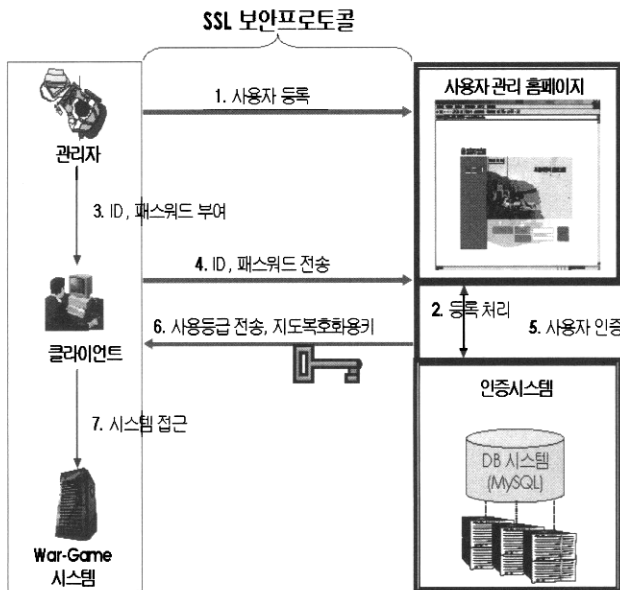 SSL 보안프로토콜
1. 사용자 등록
사용자 관리 홈페이지
관리자
3. ID, 패스워드 부여
4. ID, 패스워드 전송
2. 등록 처리
5. 사용자 인증
6. 사용등급 전송, 지도복호화용키
클라이언트
인증시스템
7. 시스템 접근
DB 시스템
(MySQL)
War-Game
시스템